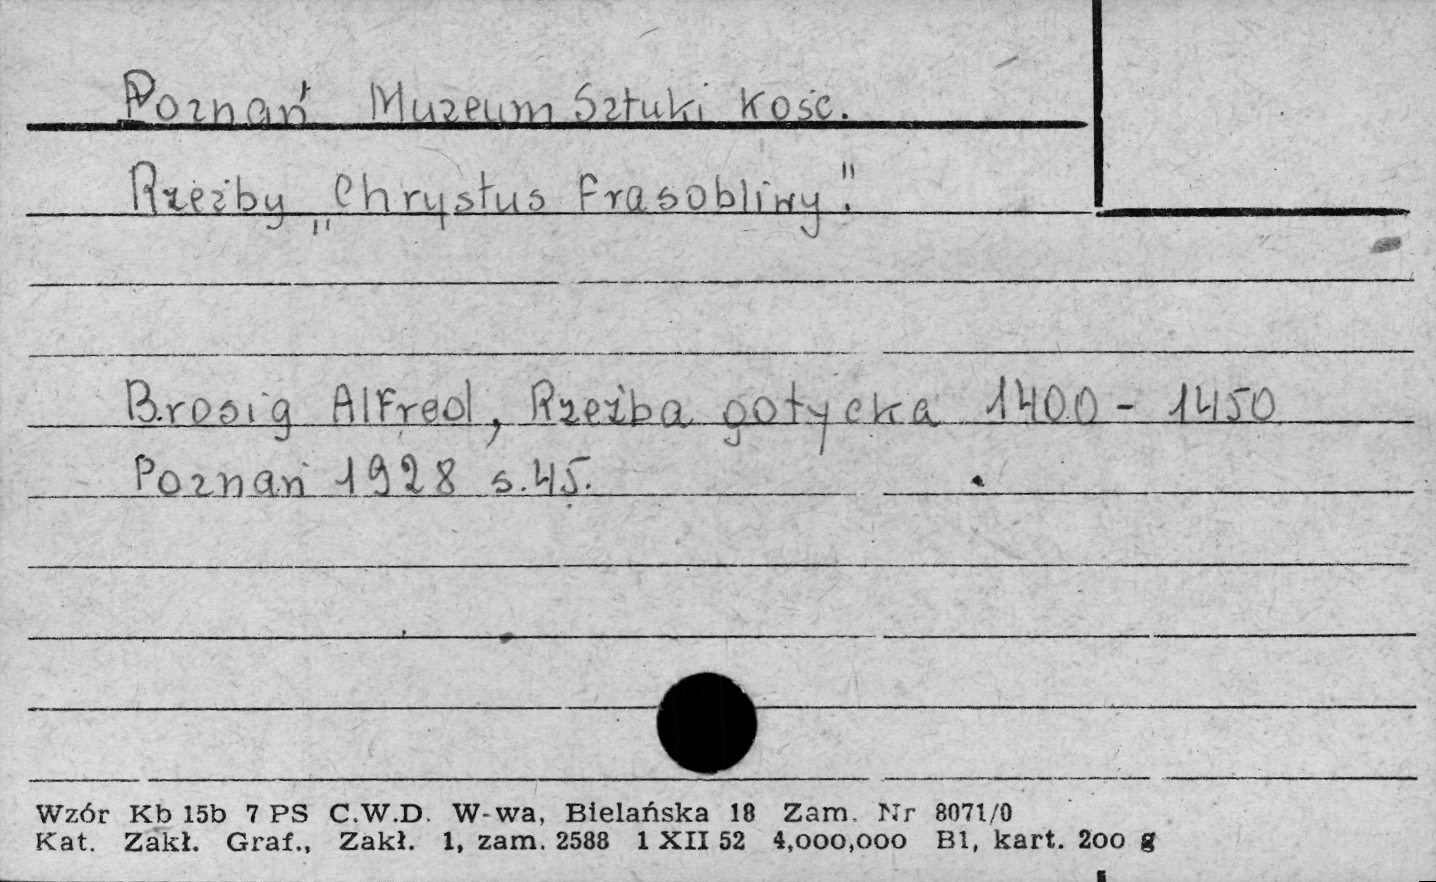 Poznań Muzeum Sztuki Kość.
Rzeźby „Chrystus Frasobliwy".
Brosig Alfred, Rzeźba gotycka 1400 - 1450
Poznań 1928 s. 45.
Wzór Kb 15b 7 PS C.W.D. W-wa, Bielańska 18 Zam. Nr 8071/0
Kat. Zakł. Graf., Zakł. 1, zam. 2588 1 XII 52 4,000,000 Bl, kart. 200 g